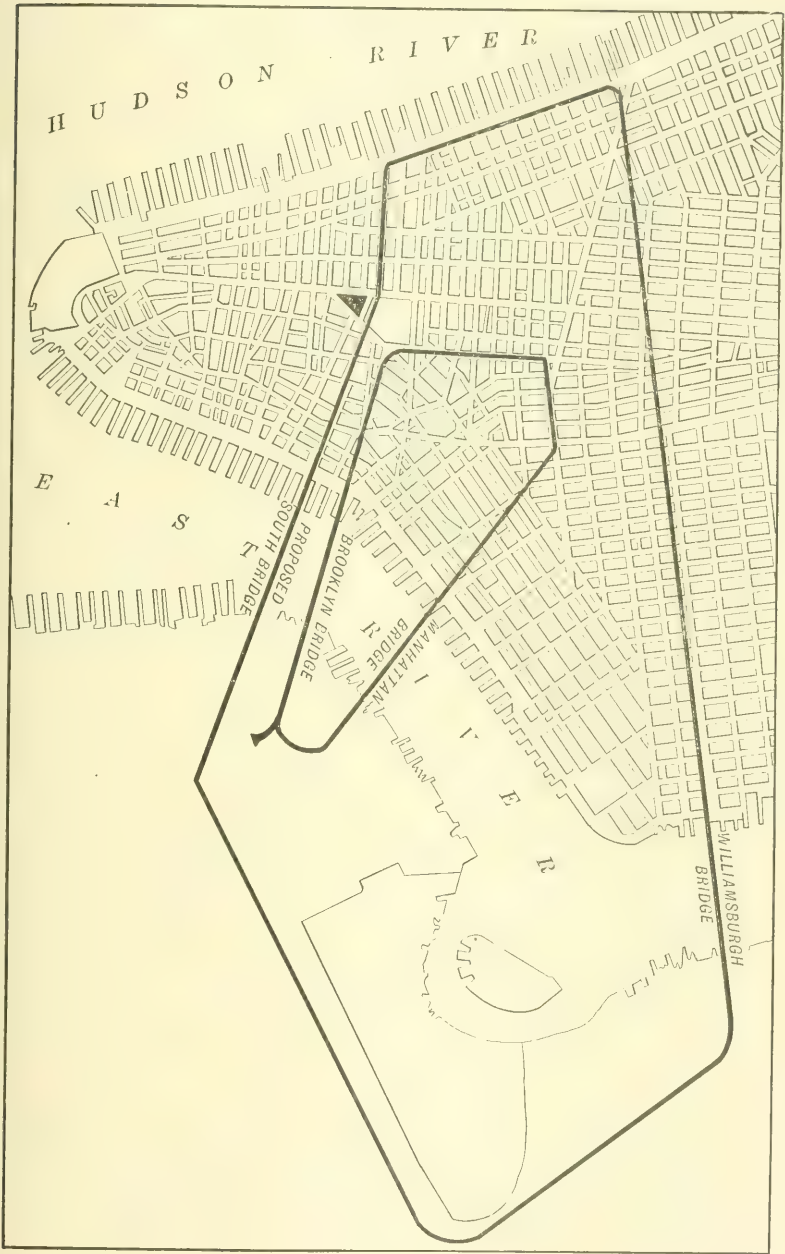 HUDSON RIVER
EAST RIVER
PROPOSED
SOUTH BRIDGE
BROOKLYN BRIDGE
MANHATTAN
BRIDGE
WILLIAMSBURGH
BRIDGE